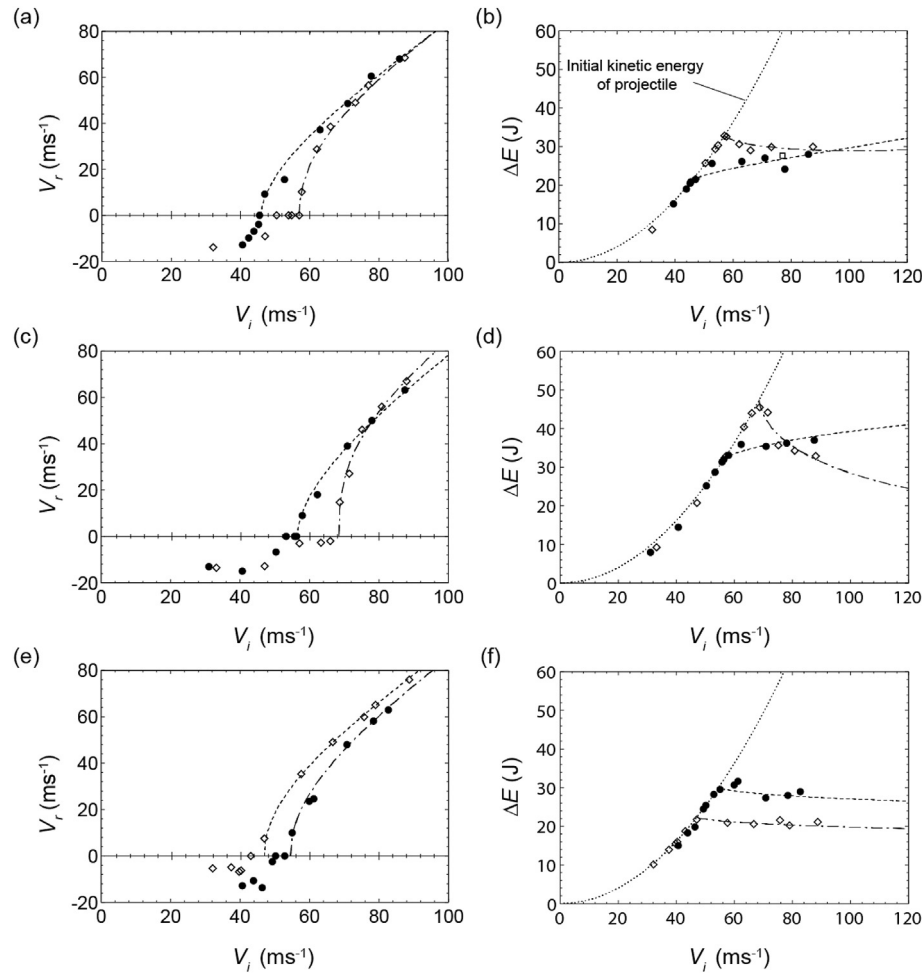 (a)
80
60
40
20
0
-20
0 20 40 60 80 100
V_r (ms⁻¹)
V_i (ms⁻¹)
(b)
60
50
40
30
20
10
0
0 20 40 60 80 100 120
ΔE (J)
V_i (ms⁻¹)
Initial kinetic energy
of projectile
(c)
80
60
40
20
0
-20
0 20 40 60 80 100
V_r (ms⁻¹)
V_i (ms⁻¹)
(d)
60
50
40
30
20
10
0
0 20 40 60 80 100 120
ΔE (J)
V_i (ms⁻¹)
(e)
80
60
40
20
0
-20
0 20 40 60 80 100
V_r (ms⁻¹)
V_i (ms⁻¹)
(f)
60
50
40
30
20
10
0
0 20 40 60 80 100 120
ΔE (J)
V_i (ms⁻¹)